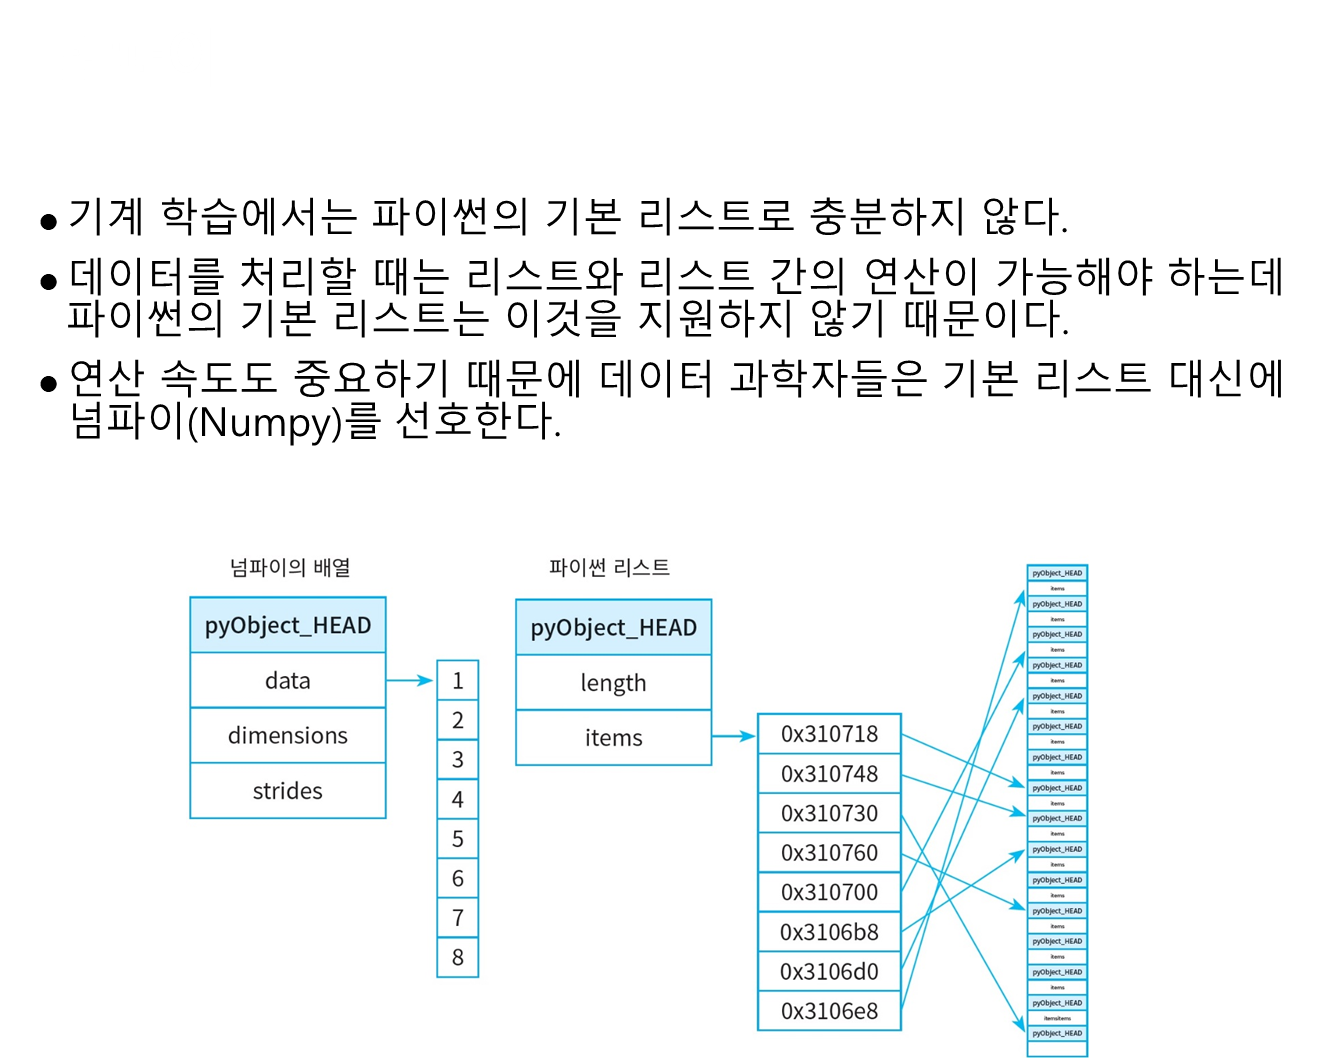 ● 기계 학습에서는 파이썬의 기본 리스트로 충분하지 않다.
● 데이터를 처리할 때는 리스트와 리스트 간의 연산이 가능해야 하는데
파이썬의 기본 리스트는 이것을 지원하지 않기 때문이다.
● 연산 속도도 중요하기 때문에 데이터 과학자들은 기본 리스트 대신에
넘파이(Numpy)를 선호한다.
넘파이의 배열
pyObject_HEAD
data
dimensions
strides
1
2
3
4
5
6
7
8
파이썬 리스트
pyObject_HEAD
length
items
0x310718
0x310748
0x310730
0x310760
0x310700
0x3106b8
0x3106d0
0x3106e8
pyObject_HEAD
items
pyObject_HEAD
items
pyObject_HEAD
items
pyObject_HEAD
items
pyObject_HEAD
items
pyObject_HEAD
items
pyObject_HEAD
items
pyObject_HEAD
items
pyObject_HEAD
items
pyObject_HEAD
items
pyObject_HEAD
items
pyObject_HEAD
items
pyObject_HEAD
items
pyObject_HEAD
items
pyObject_HEAD
itemsitems
pyObject_HEAD